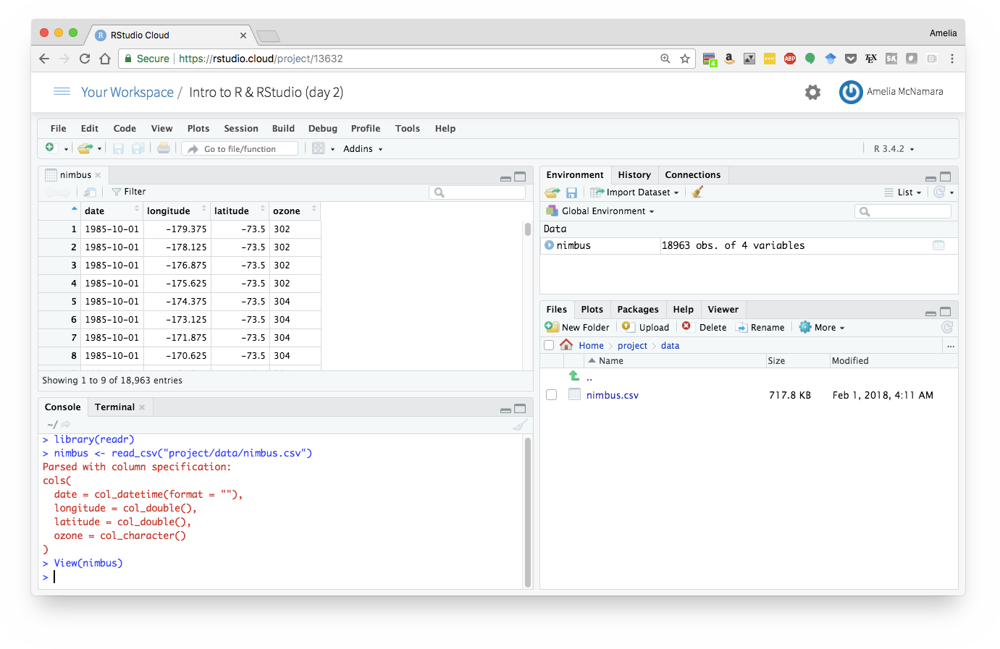 RStudio Cloud
Amelia
Secure https://rstudio.cloud/project/13632
4 a ABP TEX SA B
Your Workspace / Intro to R & RStudio (day 2)
Amelia McNamara
File Edit Code View Plots Session Build Debug Profile Tools Help
Go to file/function Addins R 3.4.2
nimbus
Filter
date longitude latitude ozone
1 1985-10-01 -179.375 -73.5 302
2 1985-10-01 -178.125 -73.5 302
3 1985-10-01 -176.875 -73.5 302
4 1985-10-01 -175.625 -73.5 302
5 1985-10-01 -174.375 -73.5 304
6 1985-10-01 -173.125 -73.5 304
7 1985-10-01 -171.875 -73.5 304
8 1985-10-01 -170.625 -73.5 304
Showing 1 to 9 of 18,963 entries
Console Terminal
~/
> library(readr)
> nimbus <- read_csv("project/data/nimbus.csv")
Parsed with column specification:
cols(
date = col_datetime(format = ""),
longitude = col_double(),
latitude = col_double(),
ozone = col_character()
)
> View(nimbus)
>
Environment History Connections
Import Dataset List
Global Environment
Data
nimbus 18963 obs. of 4 variables
Files Plots Packages Help Viewer
New Folder Upload Delete Rename More
Home project data ...
Name Size Modified
..
nimbus.csv 717.8 KB Feb 1, 2018, 4:11 AM